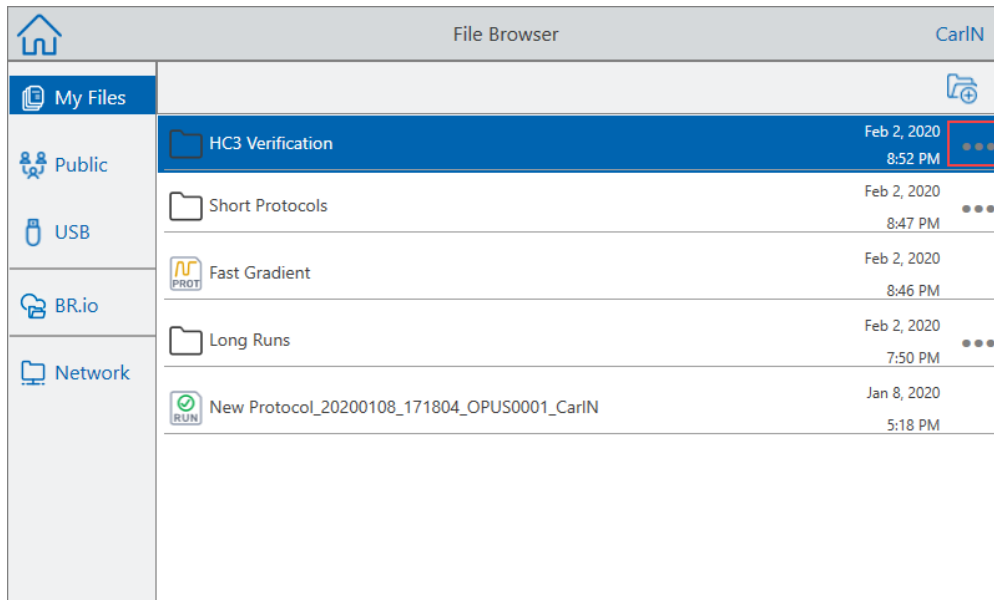 File Browser
CarlN
My Files
Public
USB
BR.io
Network
HC3 Verification
Feb 2, 2020
8:52 PM
Short Protocols
Feb 2, 2020
8:47 PM
PROT
Fast Gradient
Feb 2, 2020
8:46 PM
Long Runs
Feb 2, 2020
7:50 PM
RUN
New Protocol_20200108_171804_OPUS0001_CarlN
Jan 8, 2020
5:18 PM